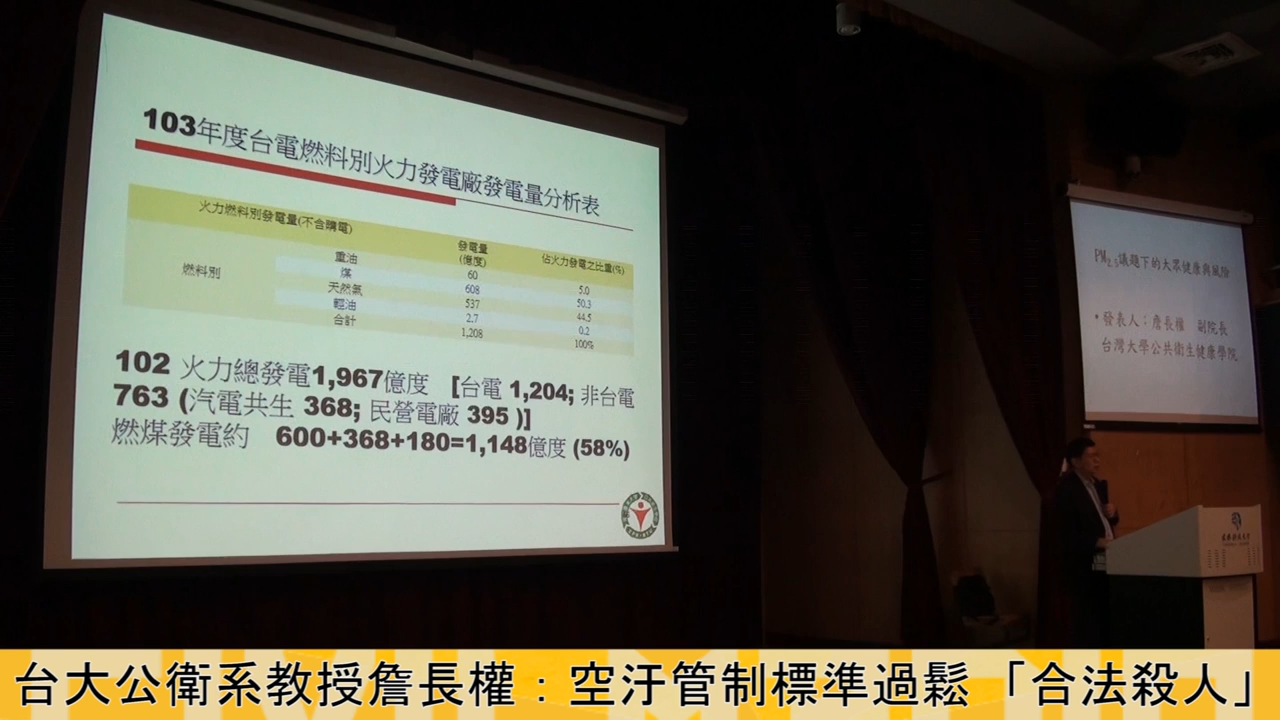 103年度台電燃料別火力發電廠發電量分析表
火力燃料別發電量(不含購電)
發電量
(億度)
佔火力發電之比重(%)
燃料別
重油
60
5.0
煤
608
50.3
天然氣
537
44.5
輕油
2.7
0.2
合計
1,208
100%
102 火力總發電1,967億度 [台電 1,204; 非台電
763 (汽電共生 368; 民營電廠 395 )]
燃煤發電約 600+368+180=1,148億度 (58%)
PM2.5議題下的大眾健康與風險
•發表人：詹長權 副院長
台灣大學公共衛生健康學院
台大公衛系教授詹長權：空汙管制標準過鬆「合法殺人」